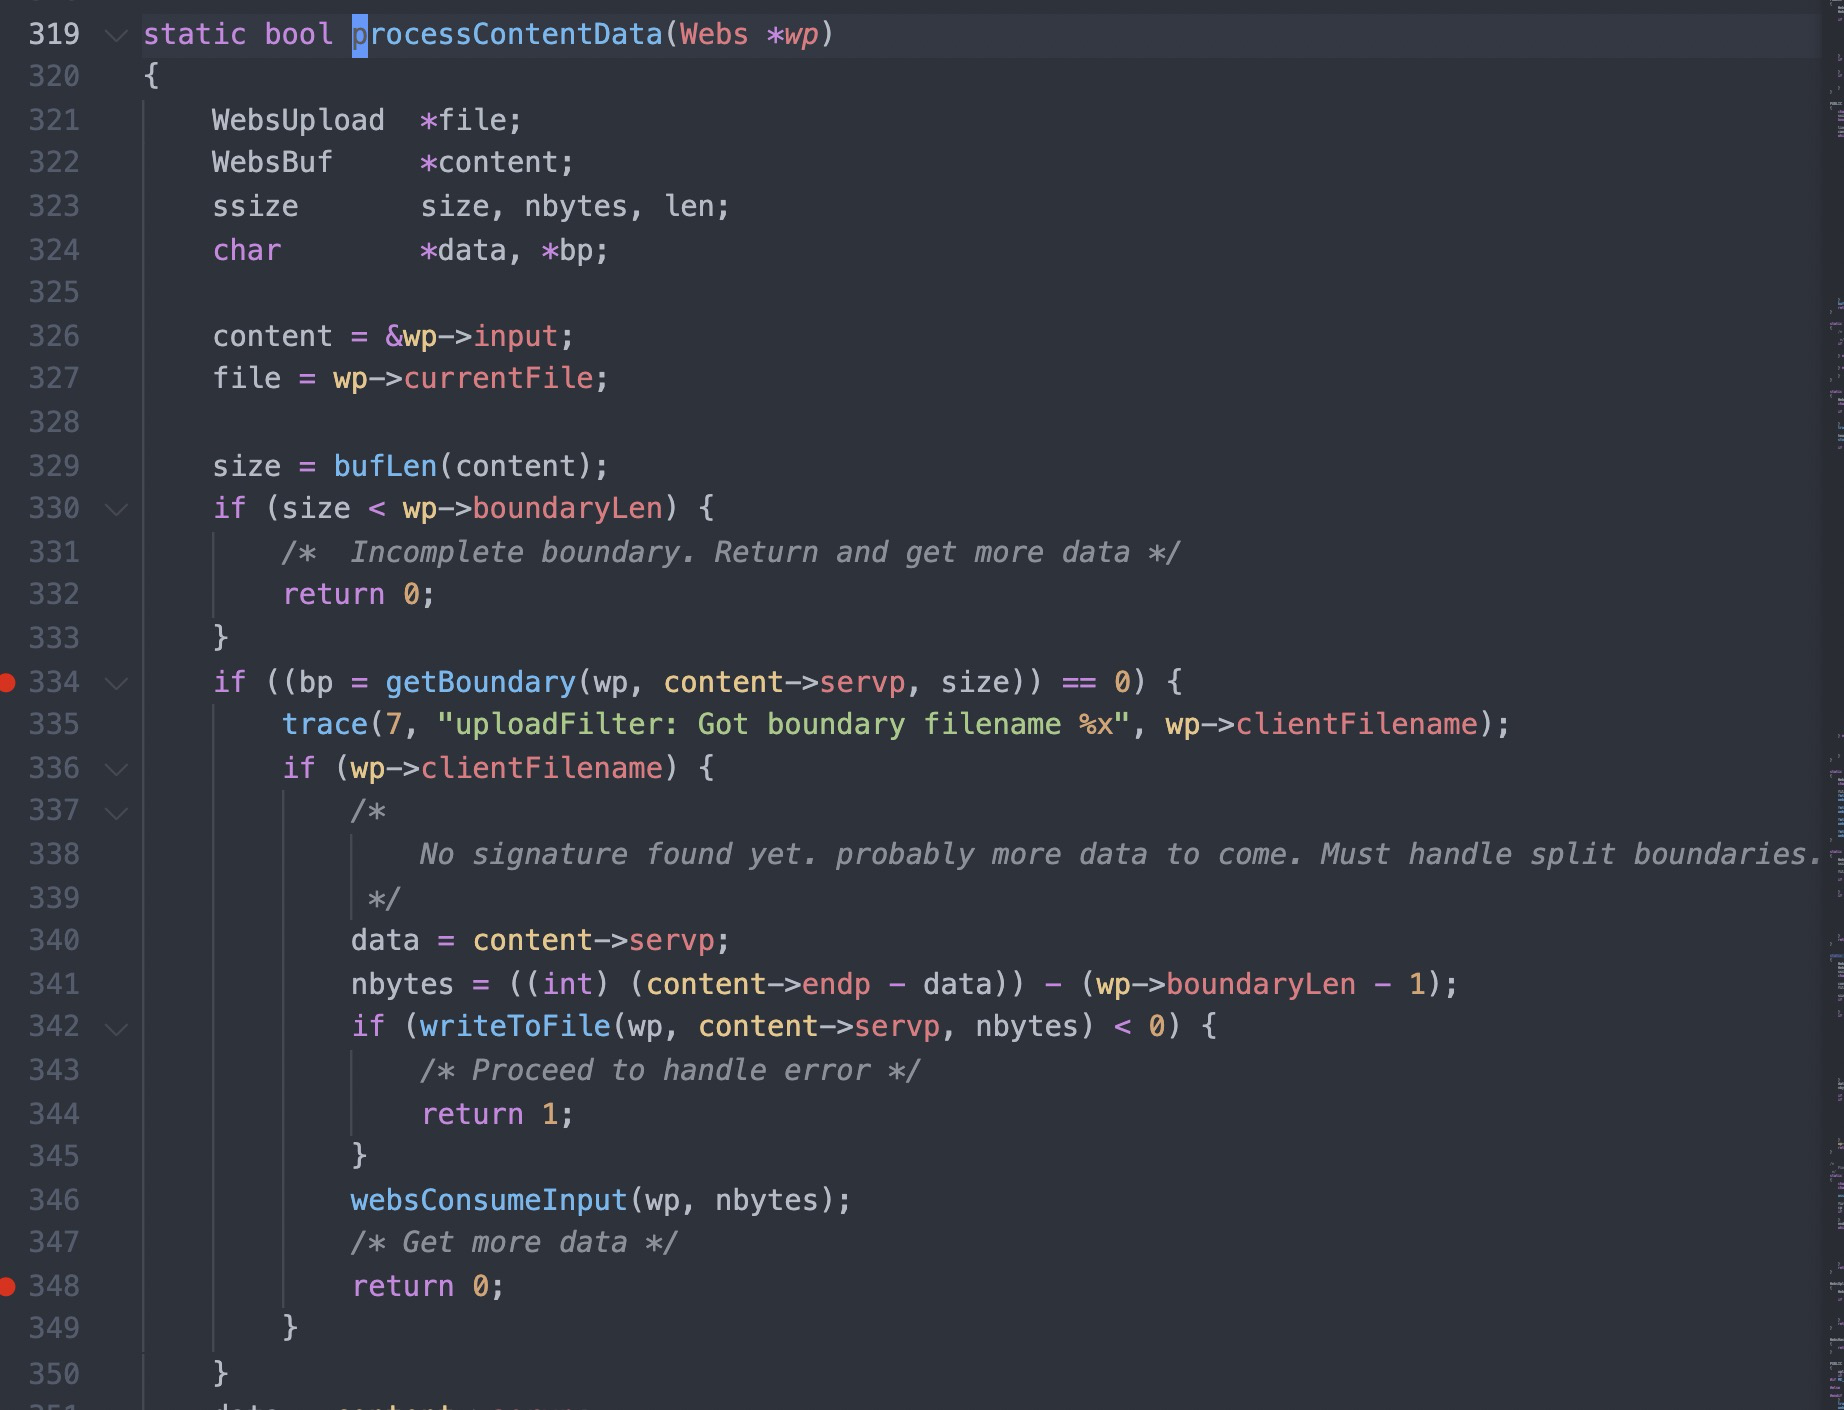 319 static bool processContentData(Webs *wp)
320 {
321 WebsUpload *file;
322 WebsBuf *content;
323 ssize size, nbytes, len;
324 char *data, *bp;
325
326 content = &wp->input;
327 file = wp->currentFile;
328
329 size = bufLen(content);
330 if (size < wp->boundaryLen) {
331 /* Incomplete boundary. Return and get more data */
332 return 0;
333 }
334 if ((bp = getBoundary(wp, content->servp, size)) == 0) {
335 trace(7, "uploadFilter: Got boundary filename %x", wp->clientFilename);
336 if (wp->clientFilename) {
337 /*
338 No signature found yet. probably more data to come. Must handle split boundaries.
339 */
340 data = content->servp;
341 nbytes = ((int) (content->endp - data)) - (wp->boundaryLen - 1);
342 if (writeToFile(wp, content->servp, nbytes) < 0) {
343 /* Proceed to handle error */
344 return 1;
345 }
346 websConsumeInput(wp, nbytes);
347 /* Get more data */
348 return 0;
349 }
350 }